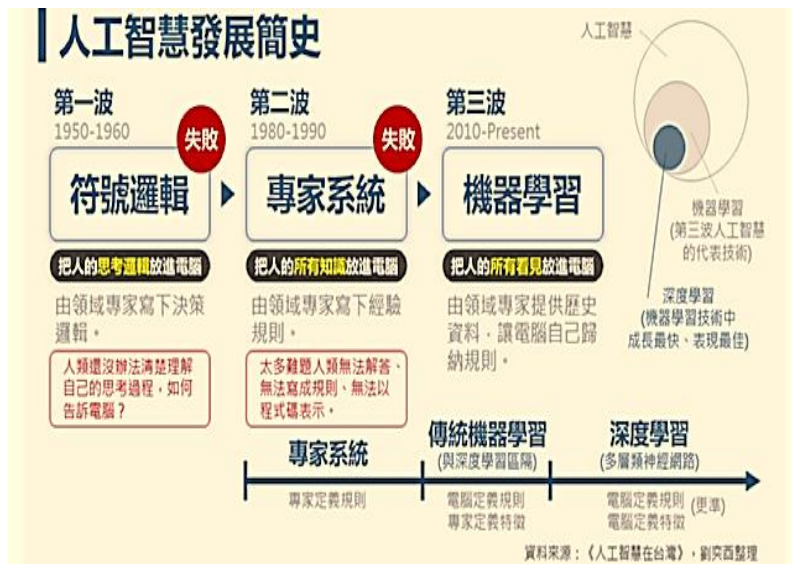 人工智慧發展簡史
人工智慧
第一波
1950-1960
失敗
符號邏輯
把人的思考邏輯放進電腦
由領域專家寫下決策
邏輯。
人類還沒辦法清楚理解
自己的思考過程，如何
告訴電腦？
第二波
1980-1990
失敗
專家系統
把人的所有知識放進電腦
由領域專家寫下經驗
規則。
太多難題人類無法解答、
無法寫成規則、無法以
程式碼表示。
第三波
2010-Present
機器學習
把人的所有看見放進電腦
由領域專家提供歷史
資料，讓電腦自己歸
納規則。
機器學習
(第三波人工智慧
的代表技術)
深度學習
(機器學習技術中
成長最快、表現最佳)
專家系統
專家定義規則
傳統機器學習
(與深度學習區隔)
電腦定義規則
專家定義特徵
深度學習
(多層類神經網路)
電腦定義規則
電腦定義特徵
(更準)
資料來源：《人工智慧在台灣》，劉奕酉整理